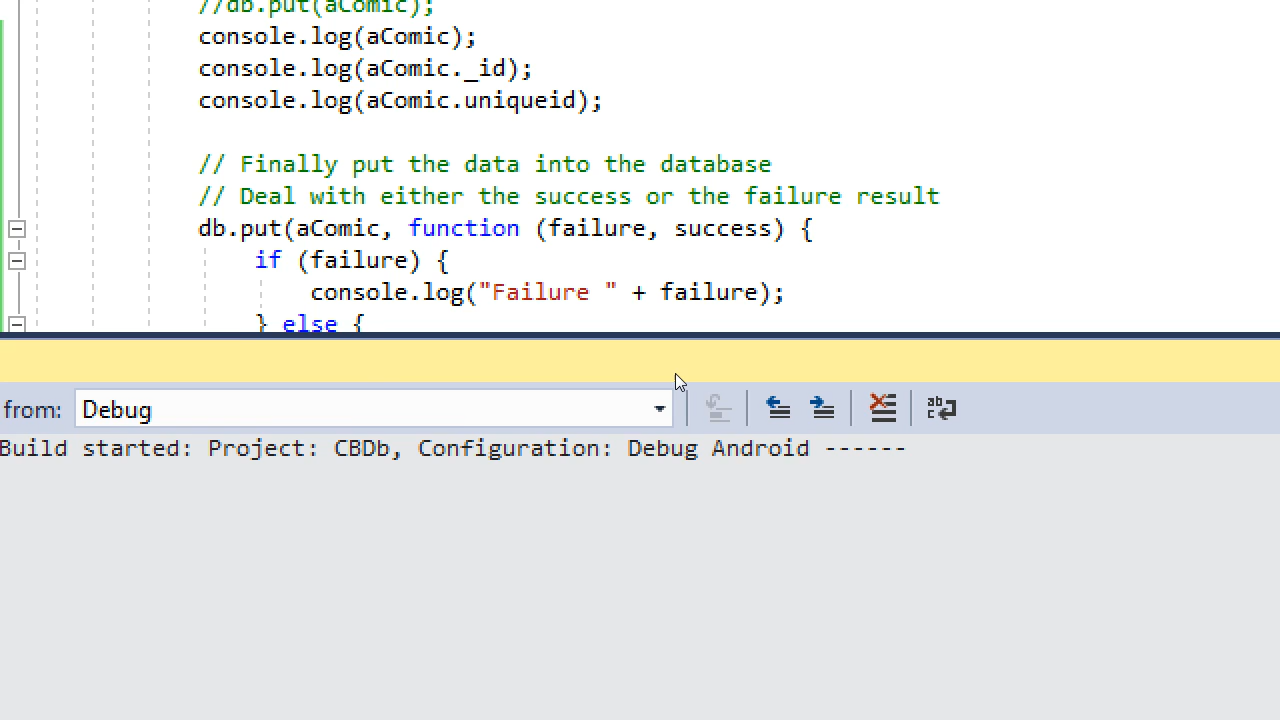 //db.put(aComic);
console.log(aComic);
console.log(aComic._id);
console.log(aComic.uniqueid);
// Finally put the data into the database
// Deal with either the success or the failure result
db.put(aComic, function (failure, success) {
if (failure) {
console.log("Failure " + failure);
} else {
from: Debug
Build started: Project: CBDb, Configuration: Debug Android ------